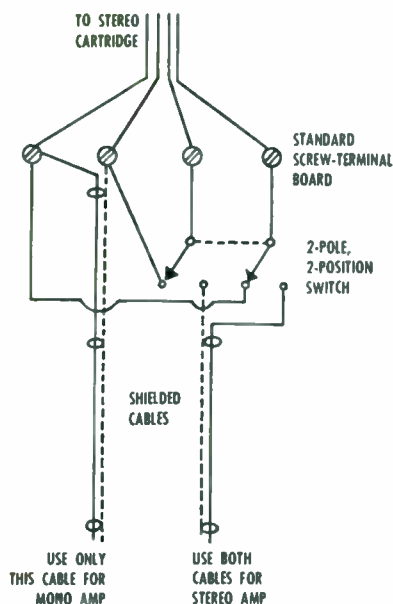 TO STEREO
CARTRIDGE
STANDARD
SCREW-TERMINAL
BOARD
2-POLE,
2-POSITION
SWITCH
SHIELDED
CABLES
USE ONLY
THIS CABLE FOR
MONO AMP
USE BOTH
CABLES FOR
STEREO AMP